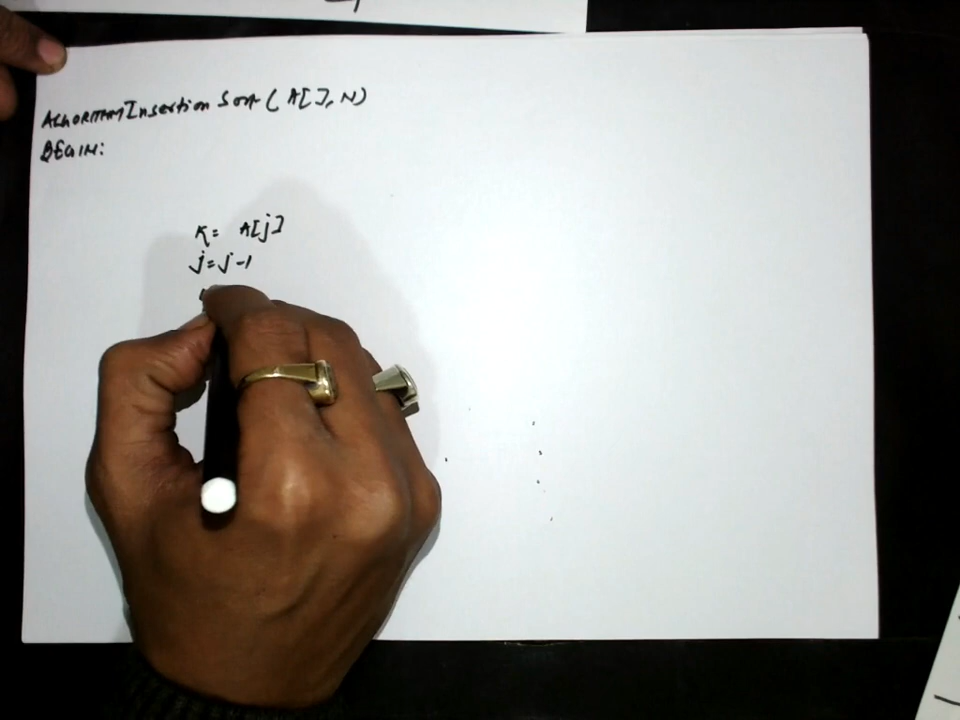 ALGORITHM Insertion Sort (A[], N)
BEGIN:
K = A[j]
j = j - 1